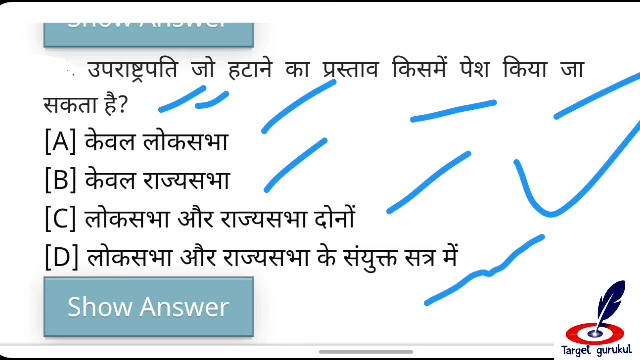 Show Answer
उपराष्ट्रपति जो हटाने का प्रस्ताव किसमें पेश किया जा
सकता है?
[A] केवल लोकसभा
[B] केवल राज्यसभा
[C] लोकसभा और राज्यसभा दोनों
[D] लोकसभा और राज्यसभा के संयुक्त सत्र में
Show Answer
Target gurukul